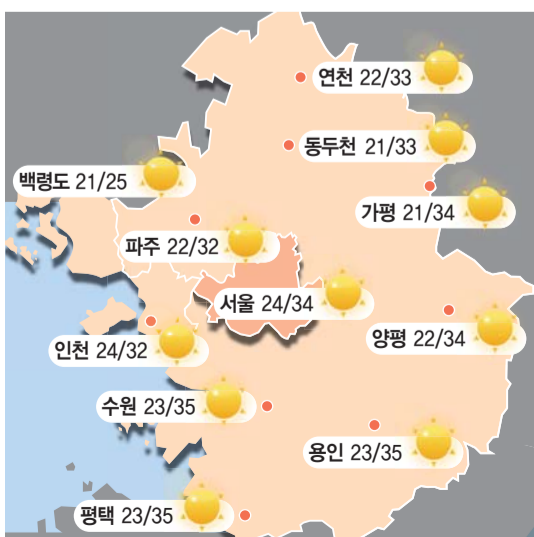 연천 22/33
동두천 21/33
백령도 21/25
가평 21/34
파주 22/32
서울 24/34
양평 22/34
인천 24/32
수원 23/35
용인 23/35
평택 23/35